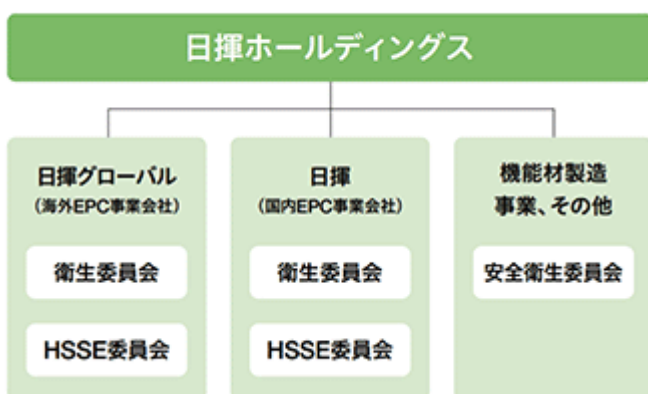 日揮ホールディングス
日揮グローバル
（海外EPC事業会社）
衛生委員会
HSSE委員会
日揮
（国内EPC事業会社）
衛生委員会
HSSE委員会
機能材製造
事業、その他
安全衛生委員会